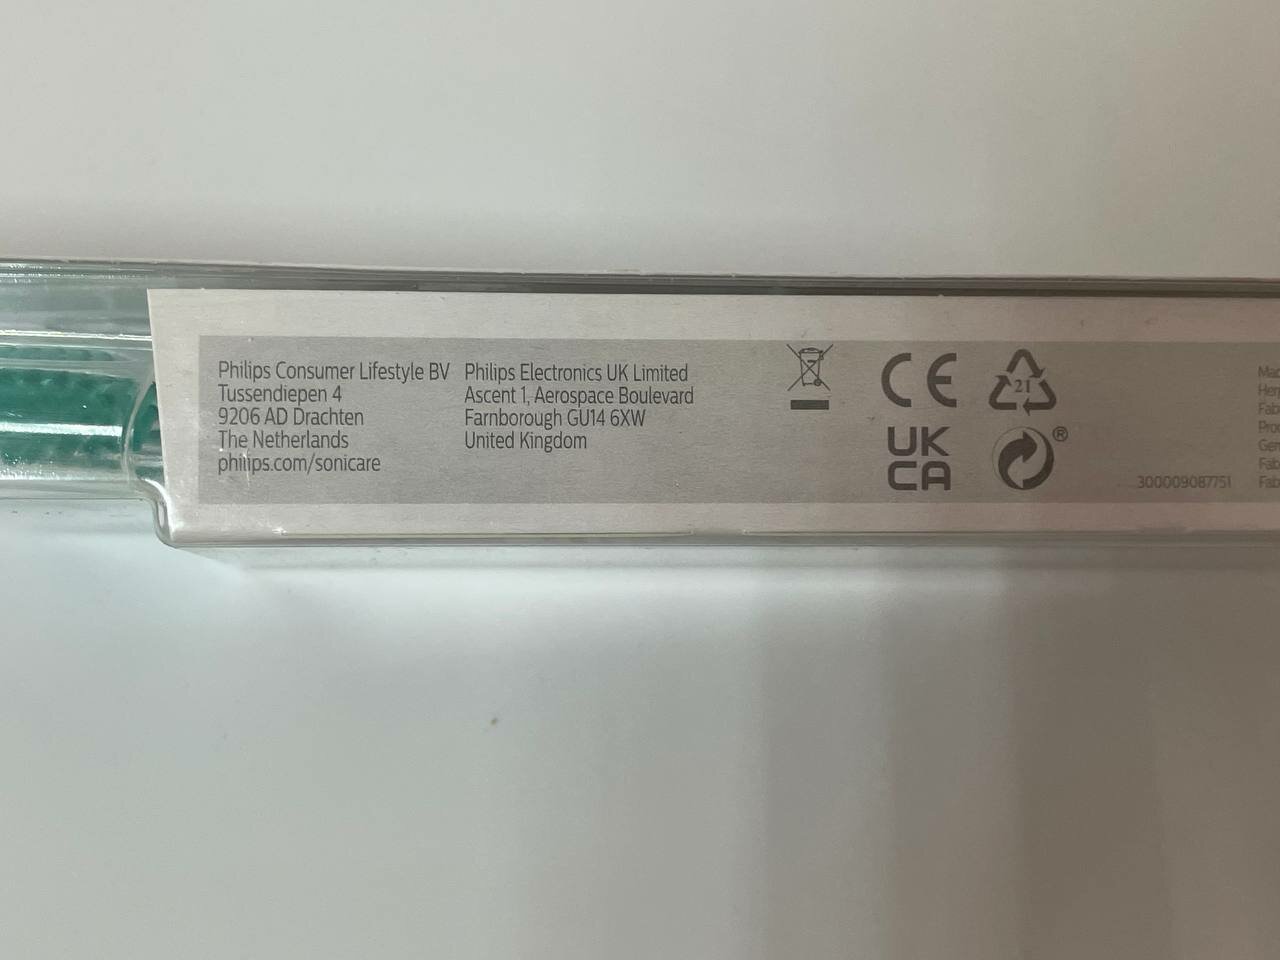 Philips Consumer Lifestyle BV
Tussendiepen 4
9206 AD Drachten
The Netherlands
philips.com/sonicare
Philips Electronics UK Limited
Ascent 1, Aerospace Boulevard
Farnborough GU14 6XW
United Kingdom
CE
21
UK
CA
®
300009087751